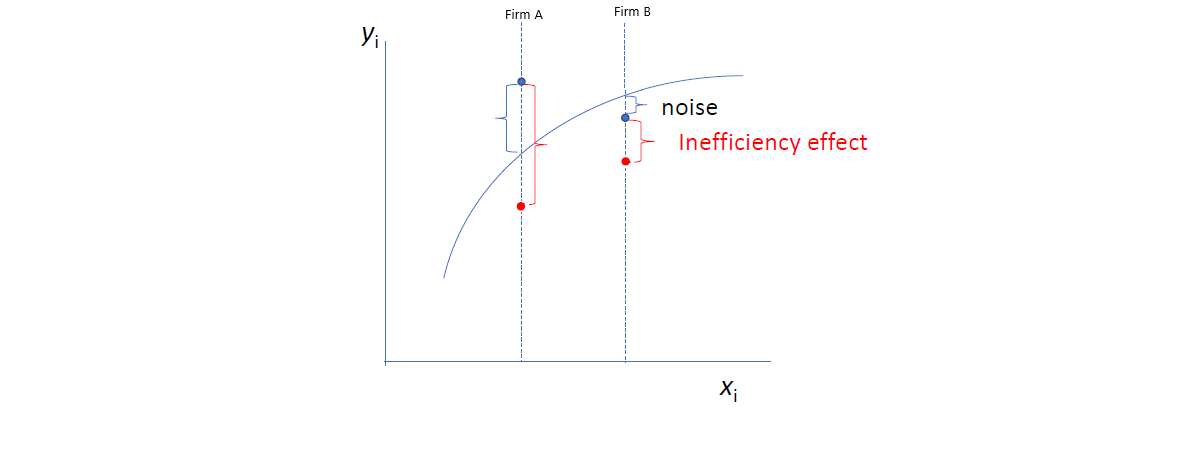 Firm A
Firm B
yi
noise
Inefficiency effect
xi